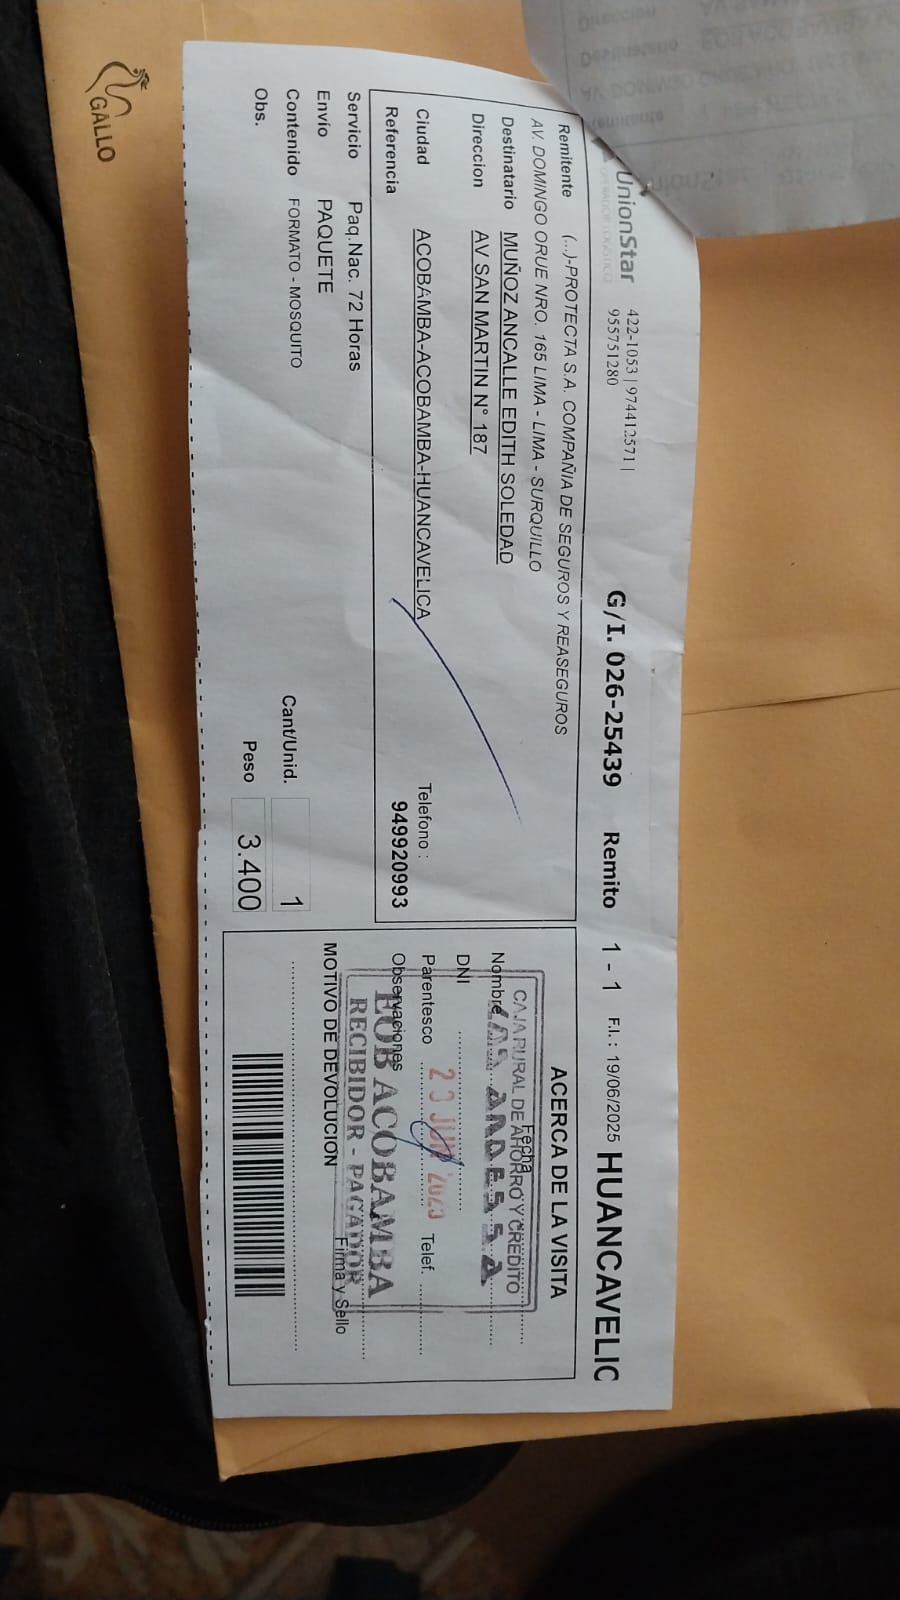 GALLO
UnionStar
422-1053 | 974412571 |
955751280
G/I. 026-25439 Remito 1 - 1 F.I.: 19/06/2025 HUANCAVELIC
Remitente (...)-PROTECTA S.A. COMPAÑIA DE SEGUROS Y REASEGUROS
AV. DOMINGO ORUE NRO. 165 LIMA - LIMA - SURQUILLO
Destinatario MUÑOZ ANCALLE EDITH SOLEDAD
Direccion AV SAN MARTIN N° 187
Ciudad ACOBAMBA-ACOBAMBA-HUANCAVELICA
Telefono :
Referencia 949920993
Servicio Paq.Nac. 72 Horas
Envío PAQUETE
Contenido FORMATO - MOSQUITO
Obs.
Cant/Unid. 1
Peso 3.400
ACERCA DE LA VISITA
Fecha
Nombre
DNI
Parentesco Telef.
Observaciones
MOTIVO DE DEVOLUCION
Firma y Sello
CAJA RURAL DE AHORRO Y CREDITO
LOS ANDES S.A
23 JUN
EOB ACOBAMBA
RECIBIDOR - PAGADOR